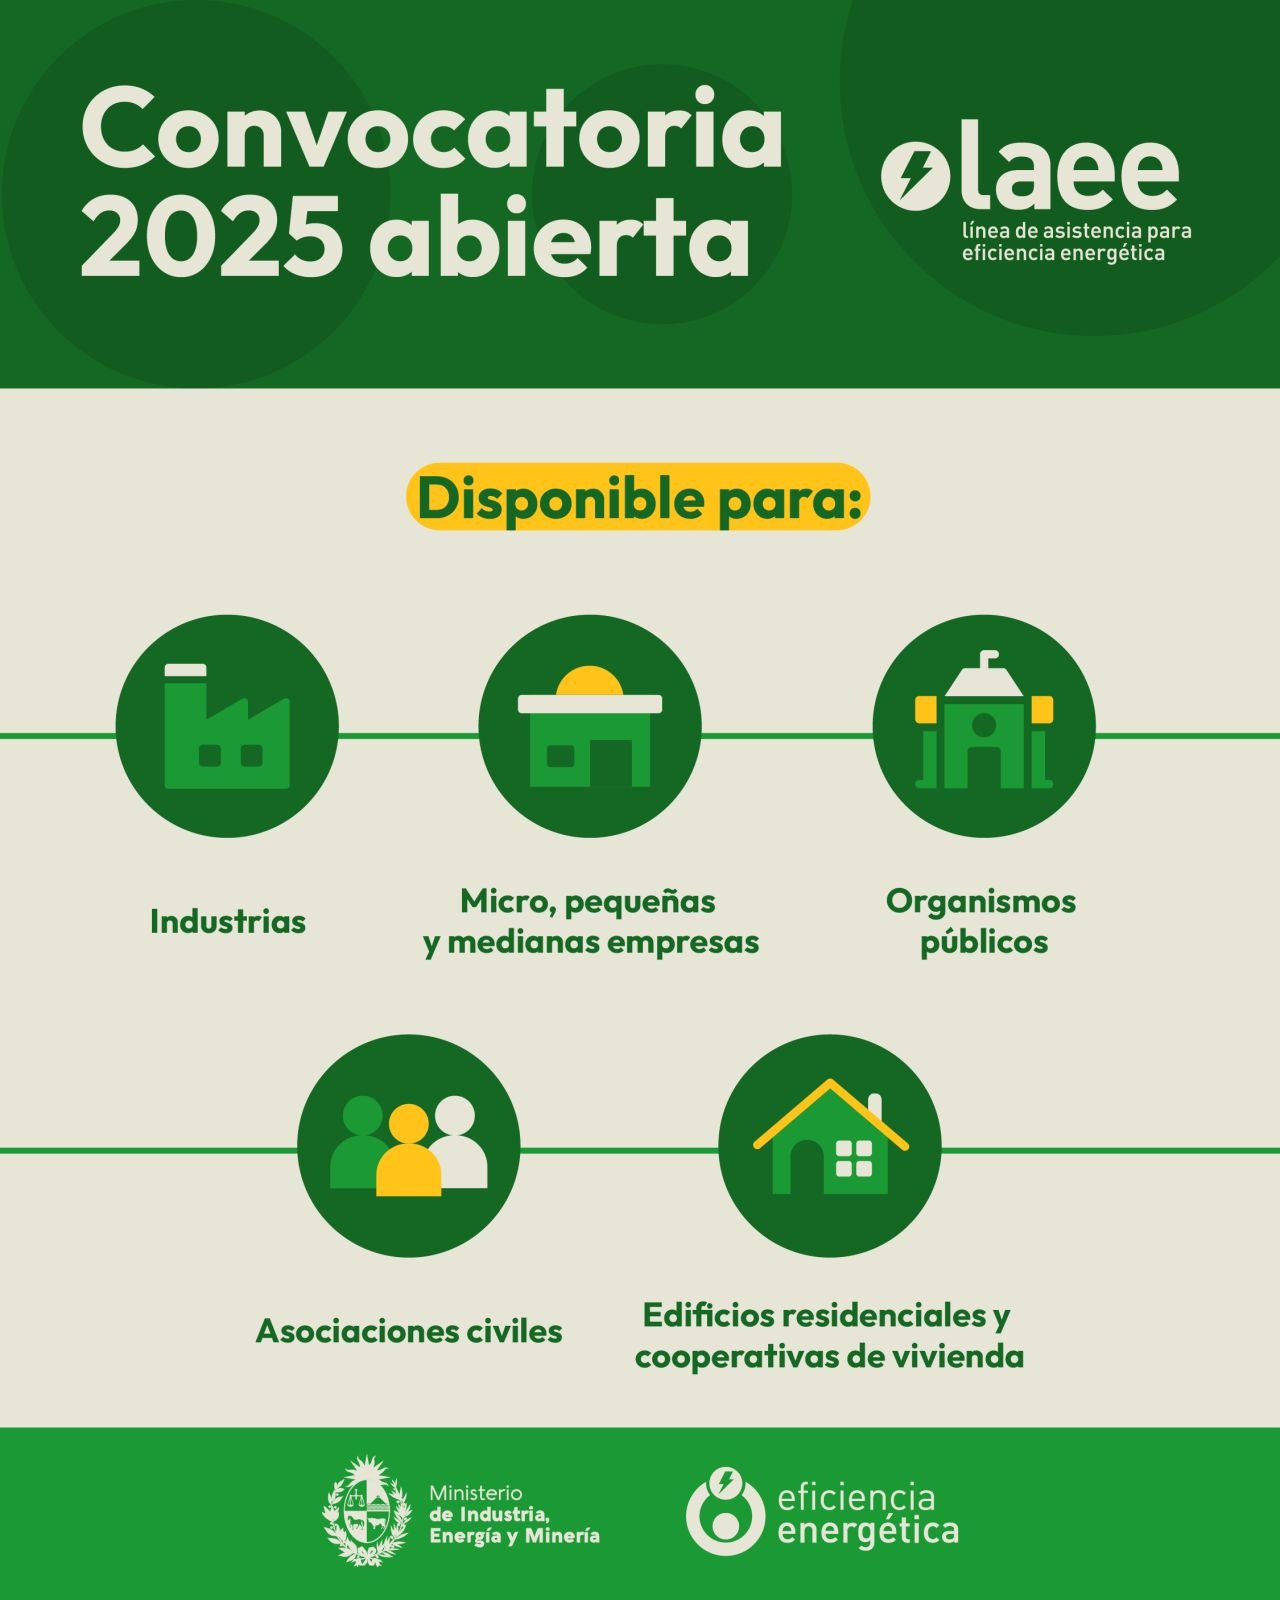 Convocatoria
2025 abierta
laee
línea de asistencia para
eficiencia energética
Disponible para:
Industrias
Micro, pequeñas
y medianas empresas
Organismos
públicos
Asociaciones civiles
Edificios residenciales y
cooperativas de vivienda
Ministerio
de Industria,
Energía y Minería
eficiencia
energética